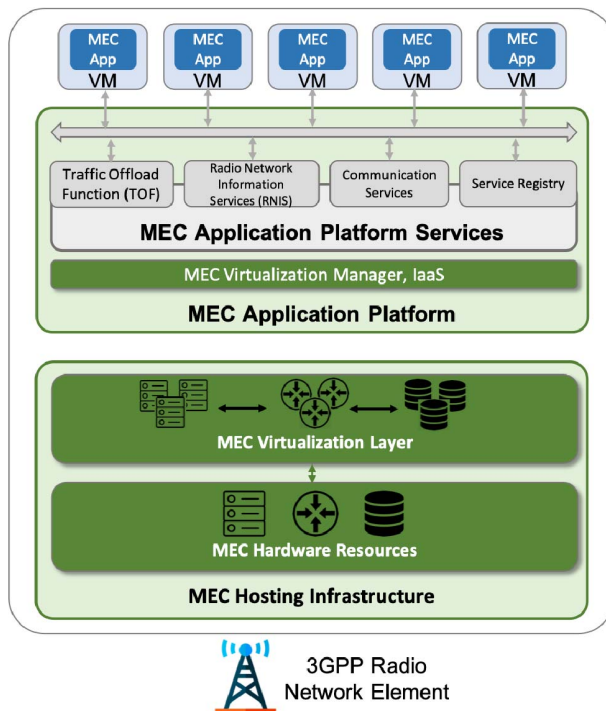 MEC
App
VM
MEC
App
VM
MEC
App
VM
MEC
App
VM
MEC
App
VM
Traffic Offload
Function (TOF)
Radio Network
Information
Services (RNIS)
Communication
Services
Service Registry
MEC Application Platform Services
MEC Virtualization Manager, IaaS
MEC Application Platform
MEC Virtualization Layer
MEC Hardware Resources
MEC Hosting Infrastructure
3GPP Radio
Network Element